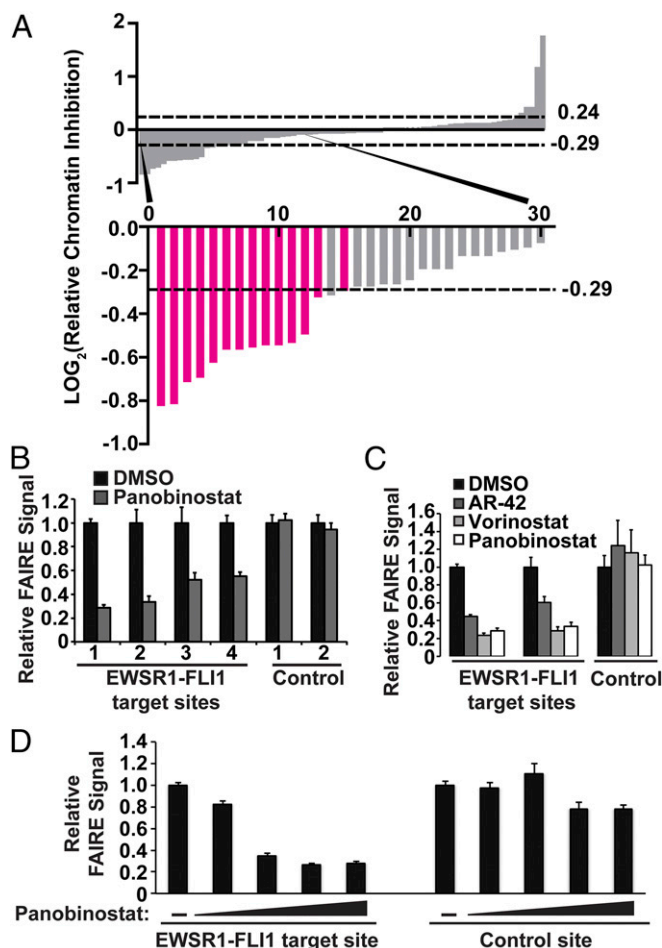 A
2
1
0
-1
0.24
-0.29
0 10 20 30
0.0
-0.2
-0.4
-0.6
-0.8
-1.0
-0.29
LOG2(Relative Chromatin Inhibition)
B
DMSO
Panobinostat
Relative FAIRE Signal
1.2
1.0
0.8
0.6
0.4
0.2
0
1 2 3 4 1 2
EWSR1-FLI1 Control
target sites
C
DMSO
AR-42
Vorinostat
Panobinostat
Relative FAIRE Signal
1.6
1.4
1.2
1.0
0.8
0.6
0.4
0.2
0
EWSR1-FLI1 Control
target sites
D
Relative
FAIRE Signal
1.4
1.2
1.0
0.8
0.6
0.4
0.2
0
Panobinostat: – –
EWSR1-FLI1 target site Control site